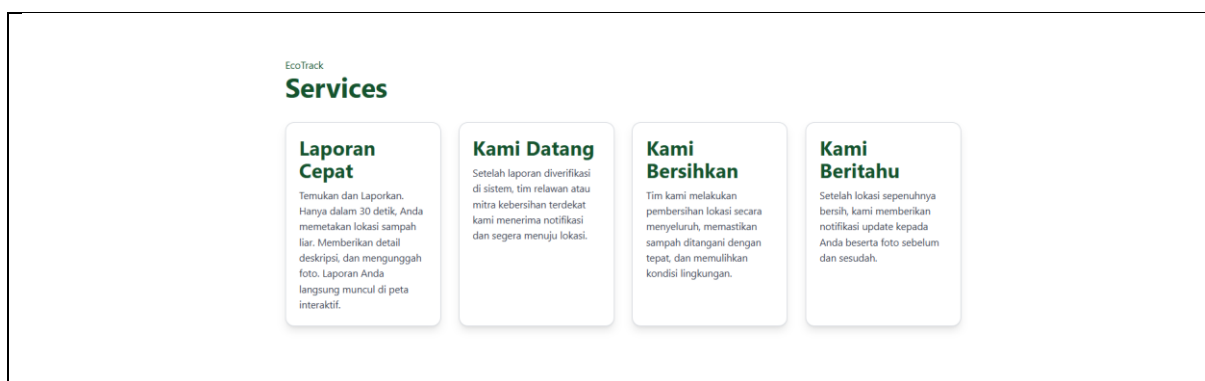 EcoTrack
Services
Laporan
Cepat
Temukan dan Laporkan.
Hanya dalam 30 detik, Anda
memetakan lokasi sampah
liar. Memberikan detail
deskripsi, dan mengunggah
foto. Laporan Anda
langsung muncul di peta
interaktif.
Kami Datang
Setelah laporan diverifikasi
di sistem, tim relawan atau
mitra kebersihan terdekat
kami menerima notifikasi
dan segera menuju lokasi.
Kami
Bersihkan
Tim kami melakukan
pembersihan lokasi secara
menyeluruh, memastikan
sampah ditangani dengan
tepat, dan memulihkan
kondisi lingkungan.
Kami
Beritahu
Setelah lokasi sepenuhnya
bersih, kami memberikan
notifikasi update kepada
Anda beserta foto sebelum
dan sesudah.